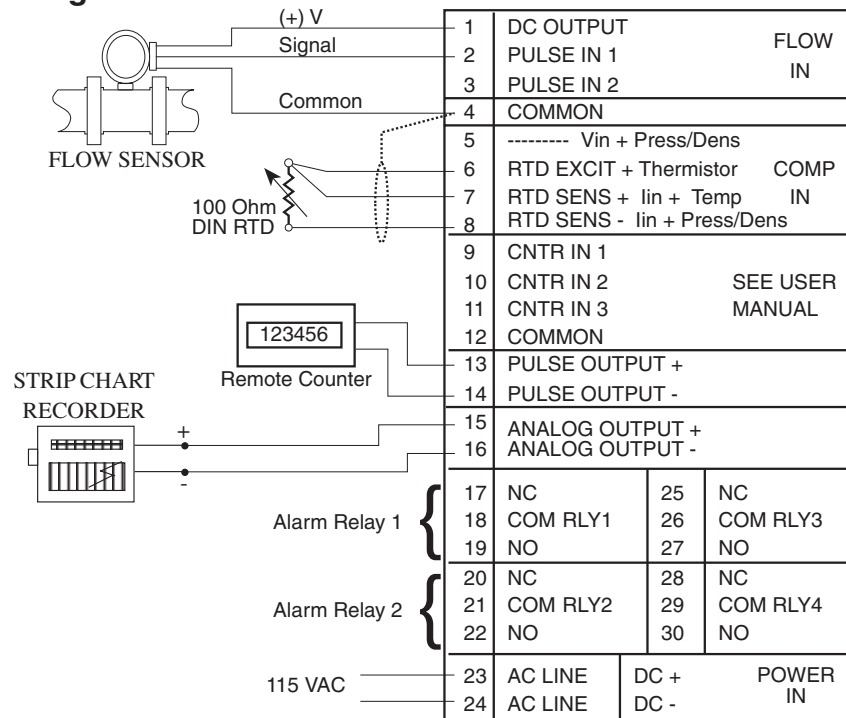 (+) V
Signal
Common
FLOW SENSOR
100 Ohm
DIN RTD
123456
Remote Counter
STRIP CHART
RECORDER
+
-
Alarm Relay 1 {
Alarm Relay 2 {
115 VAC
1 DC OUTPUT
2 PULSE IN 1
3 PULSE IN 2
FLOW
IN
4 COMMON
5 --------- Vin + Press/Dens
6 RTD EXCIT + Thermistor
7 RTD SENS + Iin + Temp
8 RTD SENS - Iin + Press/Dens
COMP
IN
9 CNTR IN 1
10 CNTR IN 2
11 CNTR IN 3
12 COMMON
SEE USER
MANUAL
13 PULSE OUTPUT +
14 PULSE OUTPUT -
15 ANALOG OUTPUT +
16 ANALOG OUTPUT -
17 NC 25 NC
18 COM RLY1 26 COM RLY3
19 NO 27 NO
20 NC 28 NC
21 COM RLY2 29 COM RLY4
22 NO 30 NO
23 AC LINE DC +
24 AC LINE DC -
POWER
IN